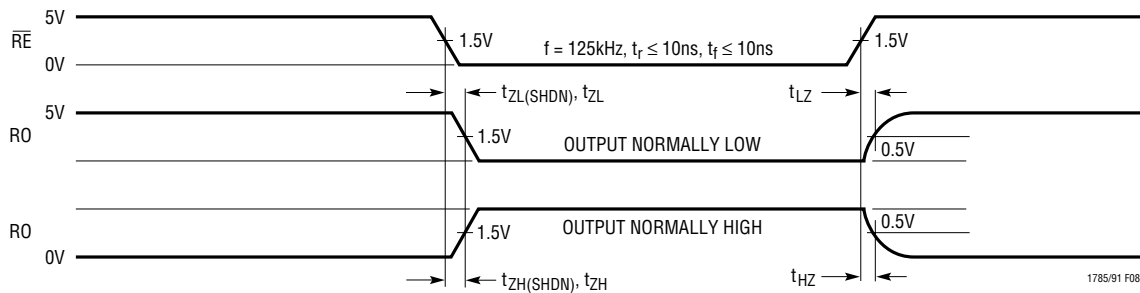 5V
R̅E̅
0V
1.5V
f = 125kHz, tr ≤ 10ns, tf ≤ 10ns
1.5V
tZL(SHDN), tZL
tLZ
5V
RO
1.5V
OUTPUT NORMALLY LOW
0.5V
RO
0V
1.5V
OUTPUT NORMALLY HIGH
0.5V
tZH(SHDN), tZH
tHZ
1785/91 F08